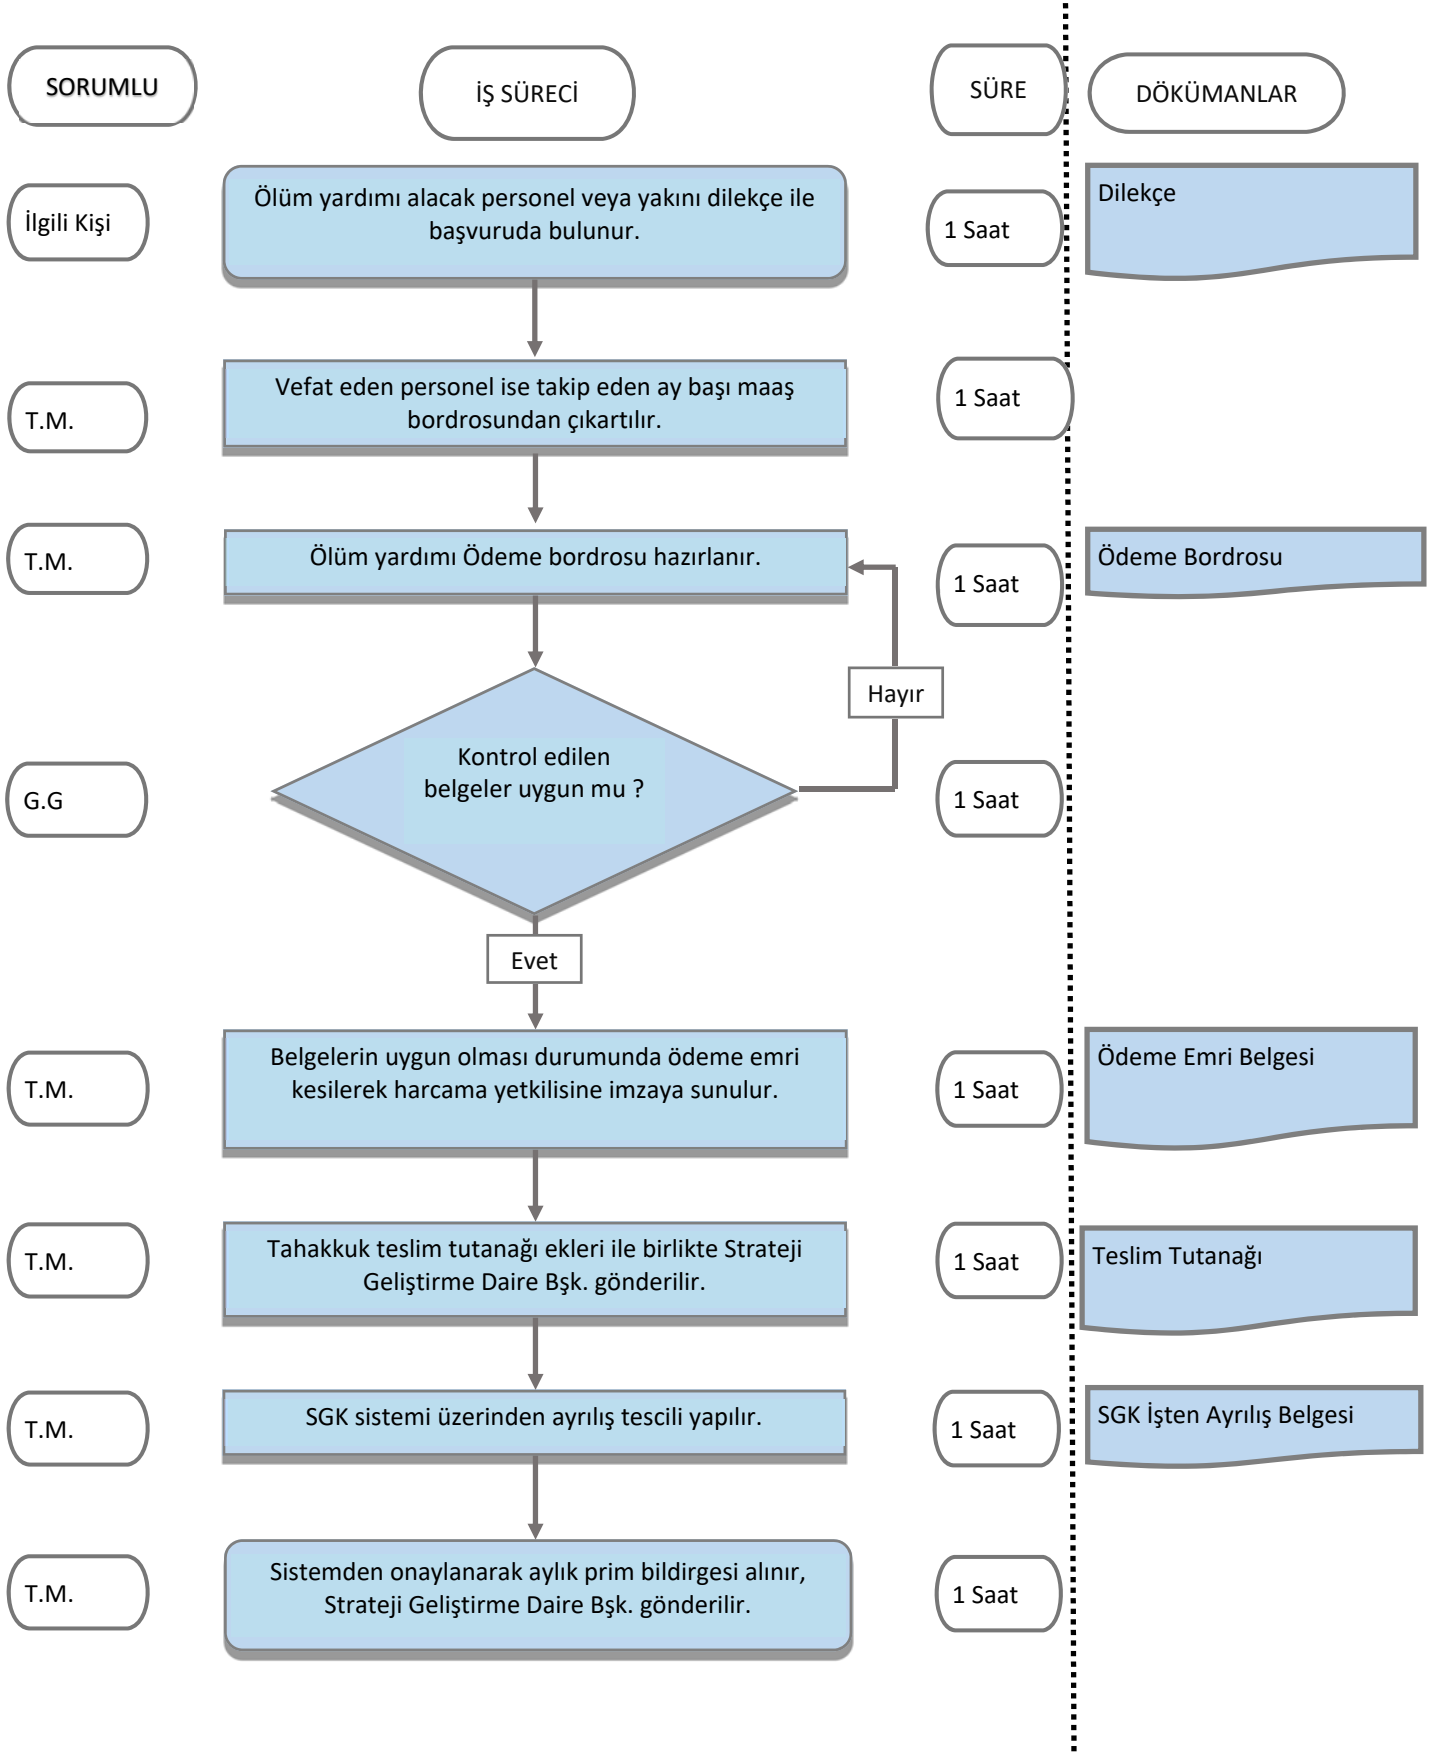 SORUMLU
İŞ SÜRECİ
SÜRE
DÖKÜMANLAR
İlgili Kişi
Ölüm yardımı alacak personel veya yakını dilekçe ile
başvuruda bulunur.
1 Saat
Dilekçe
T.M.
Vefat eden personel ise takip eden ay başı maaş
bordrosundan çıkartılır.
1 Saat
T.M.
Ölüm yardımı Ödeme bordrosu hazırlanır.
1 Saat
Ödeme Bordrosu
Hayır
G.G
Kontrol edilen
belgeler uygun mu ?
1 Saat
Evet
T.M.
Belgelerin uygun olması durumunda ödeme emri
kesilerek harcama yetkilisine imzaya sunulur.
1 Saat
Ödeme Emri Belgesi
T.M.
Tahakkuk teslim tutanağı ekleri ile birlikte Strateji
Geliştirme Daire Bşk. gönderilir.
1 Saat
Teslim Tutanağı
T.M.
SGK sistemi üzerinden ayrılış tescili yapılır.
1 Saat
SGK İşten Ayrılış Belgesi
T.M.
Sistemden onaylanarak aylık prim bildirgesi alınır,
Strateji Geliştirme Daire Bşk. gönderilir.
1 Saat